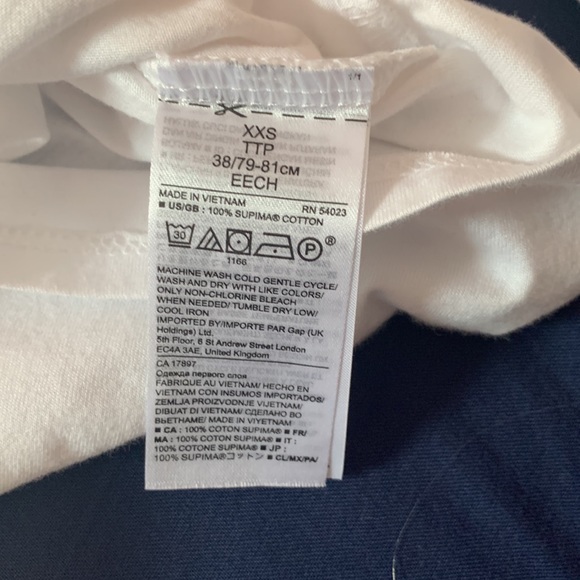 1/1
XXS
TTP
38/79-81CM
EECH
MADE IN VIETNAM RN 54023
■ US/GB : 100% SUPIMA® COTTON
30 P ®
1166
MACHINE WASH COLD GENTLE CYCLE/
WASH AND DRY WITH LIKE COLORS/
ONLY NON-CHLORINE BLEACH
WHEN NEEDED/ TUMBLE DRY LOW/
COOL IRON
IMPORTED BY/IMPORTE PAR Gap (UK
Holdings) Ltd.
5th Floor, 8 St Andrew Street London
EC4A 3AE, United Kingdom
CA 17897
Одежда первого слоя
FABRIQUE AU VIETNAM/ HECHO EN
VIETNAM CON INSUMOS IMPORTADOS/
ZEMLJA PROIZVODNJE VIJETNAM/
DIBUAT DI VIETNAM/ СДЕЛАНО ВО
ВЬЕТНАМЕ/ MADE IN VIYETNAM
■ CA : 100% COTON SUPIMA® ■ FR/
MA : 100% COTON SUPIMA® ■ IT :
100% COTONE SUPIMA® ■ JP :
100% SUPIMA®コットン ■ CL/MX/PA/